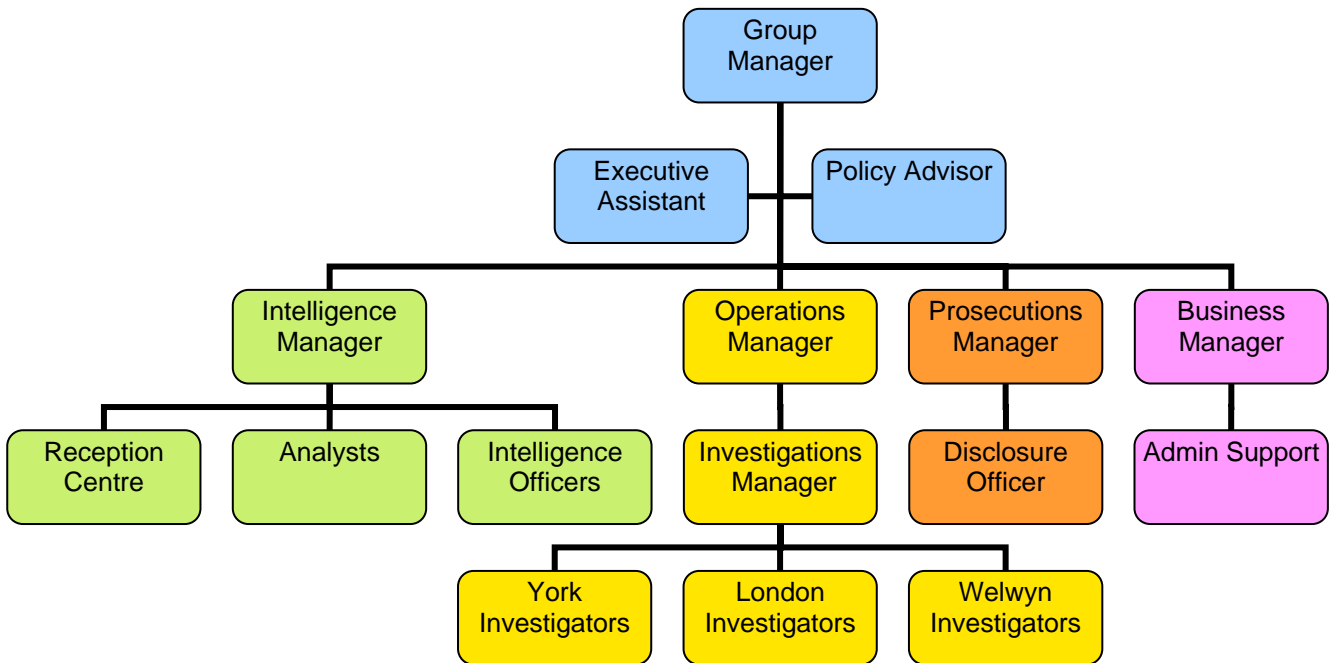 Group
Manager
Executive
Assistant
Policy Advisor
Intelligence
Manager
Operations
Manager
Prosecutions
Manager
Business
Manager
Reception
Centre
Analysts
Intelligence
Officers
Investigations
Manager
Disclosure
Officer
Admin Support
York
Investigators
London
Investigators
Welwyn
Investigators